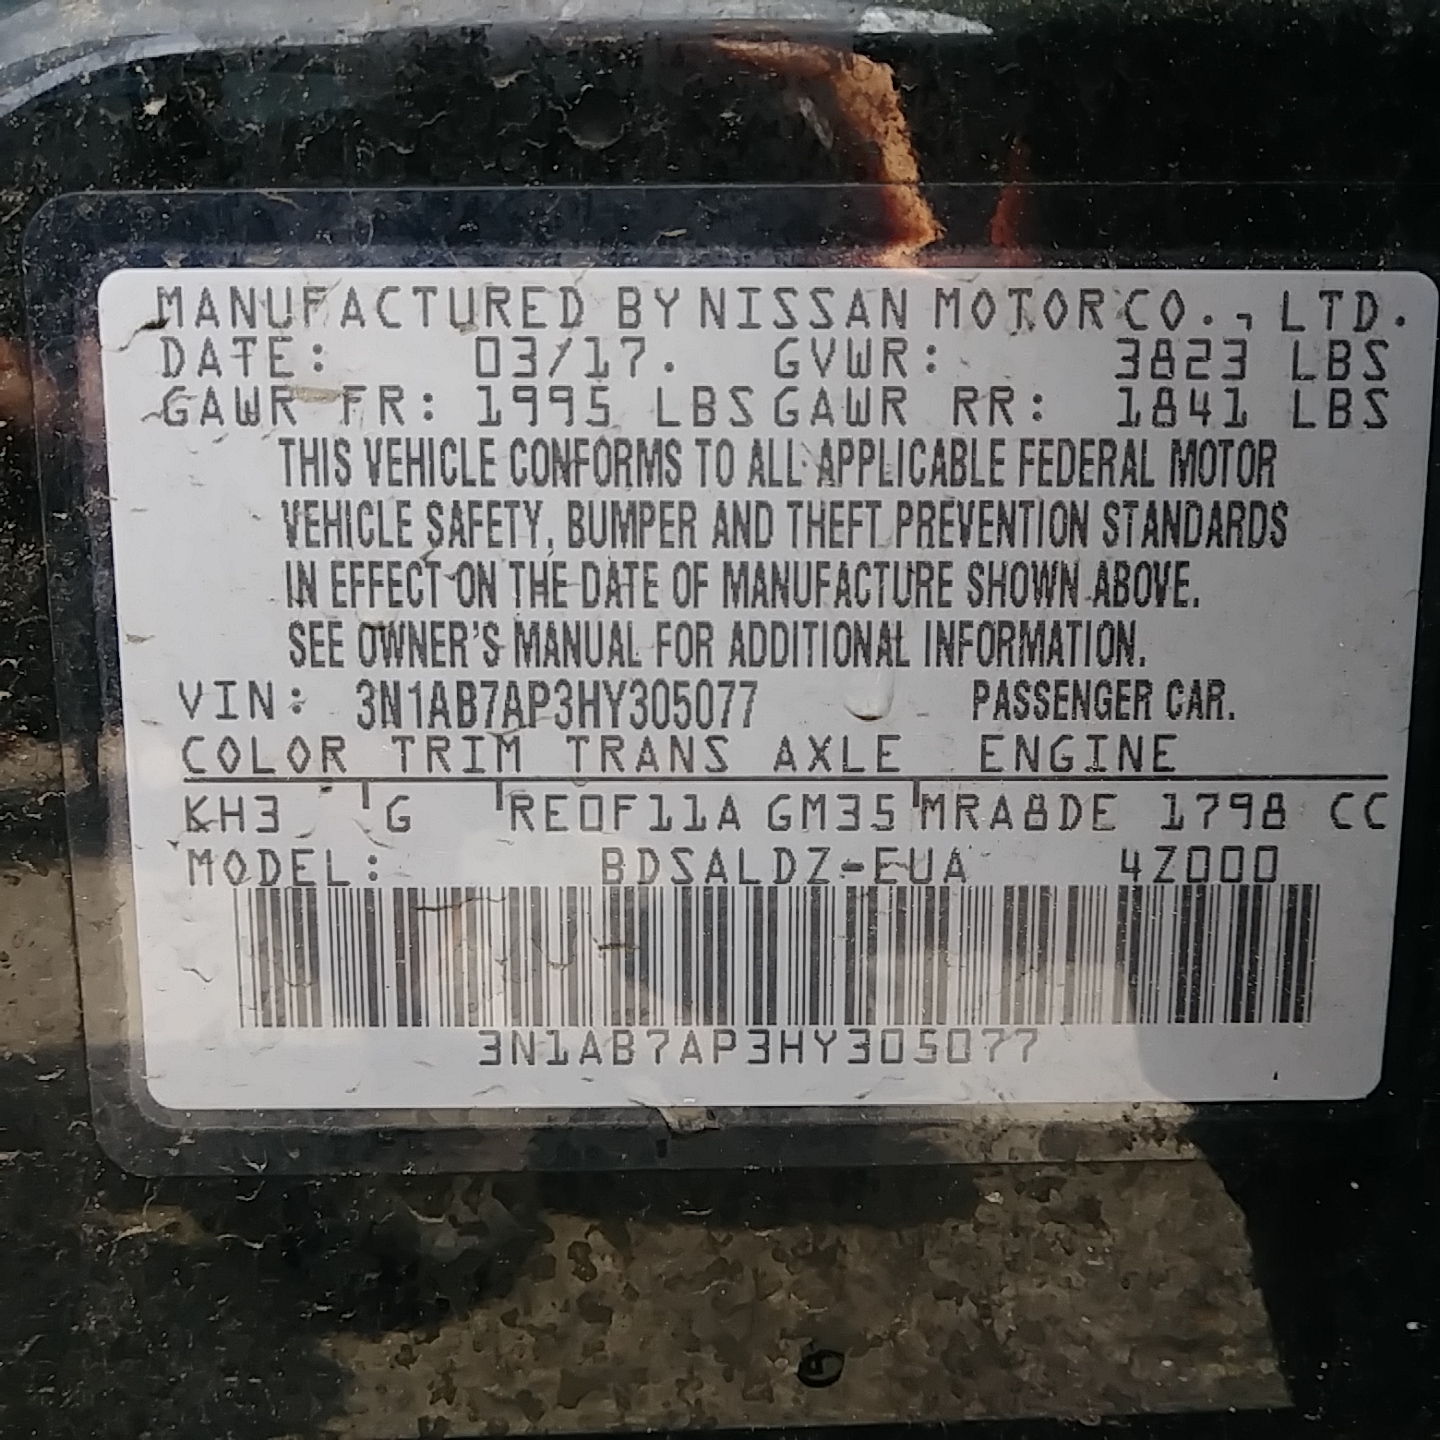 MANUFACTURED BY NISSAN MOTOR CO., LTD.
DATE: 03/17. GVWR: 3823 LBS
GAWR FR: 1995 LBS GAWR RR: 1841 LBS
THIS VEHICLE CONFORMS TO ALL APPLICABLE FEDERAL MOTOR
VEHICLE SAFETY, BUMPER AND THEFT PREVENTION STANDARDS
IN EFFECT ON THE DATE OF MANUFACTURE SHOWN ABOVE.
SEE OWNER'S MANUAL FOR ADDITIONAL INFORMATION.
VIN: 3N1AB7AP3HY305077 PASSENGER CAR.
COLOR TRIM TRANS AXLE ENGINE
KH3 G RE0F11A GM35 MRA8DE 1798 CC
MODEL: BDSALDZ-EUA 4Z000
3N1AB7AP3HY305077